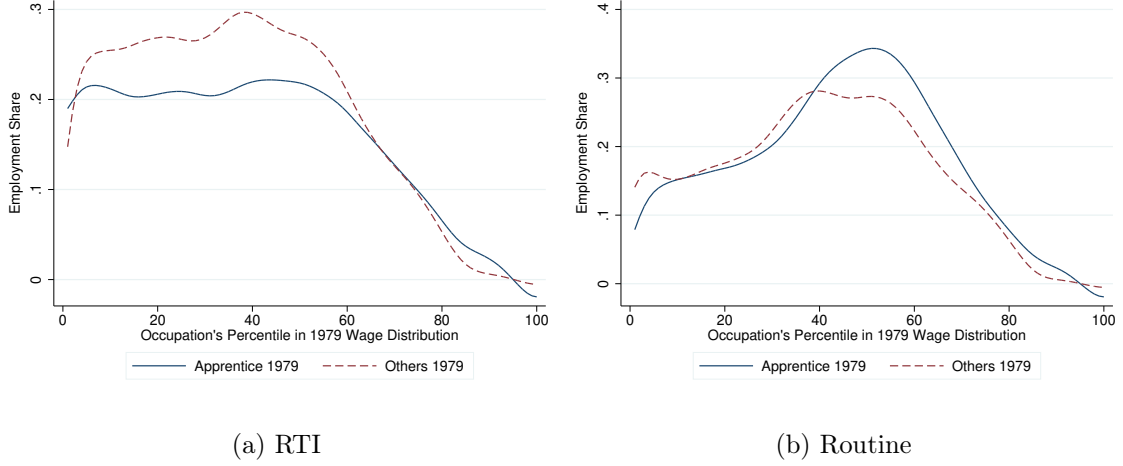 Employment Share
.3
.2
.1
0
0 20 40 60 80 100
Occupation's Percentile in 1979 Wage Distribution
Apprentice 1979 Others 1979
(a) RTI
Employment Share
.4
.3
.2
.1
0
0 20 40 60 80 100
Occupation's Percentile in 1979 Wage Distribution
Apprentice 1979 Others 1979
(b) Routine